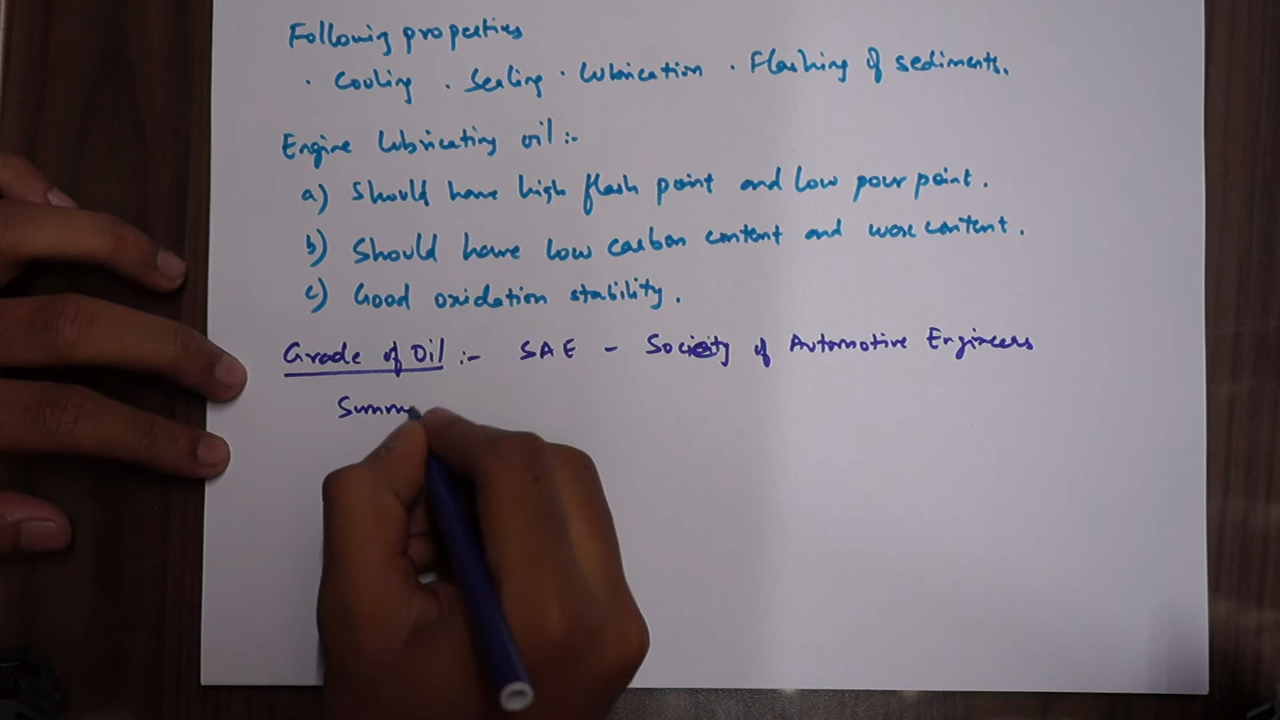 Following properties
· Cooling · Sealing · Lubrication · Flashing of sediments.
Engine Lubricating oil :-
a) Should have high flash point and low pour point.
b) Should have low carbon content and wax content.
c) Good oxidation stability.
Grade of Oil :- SAE - Society of Automotive Engineers
Summ